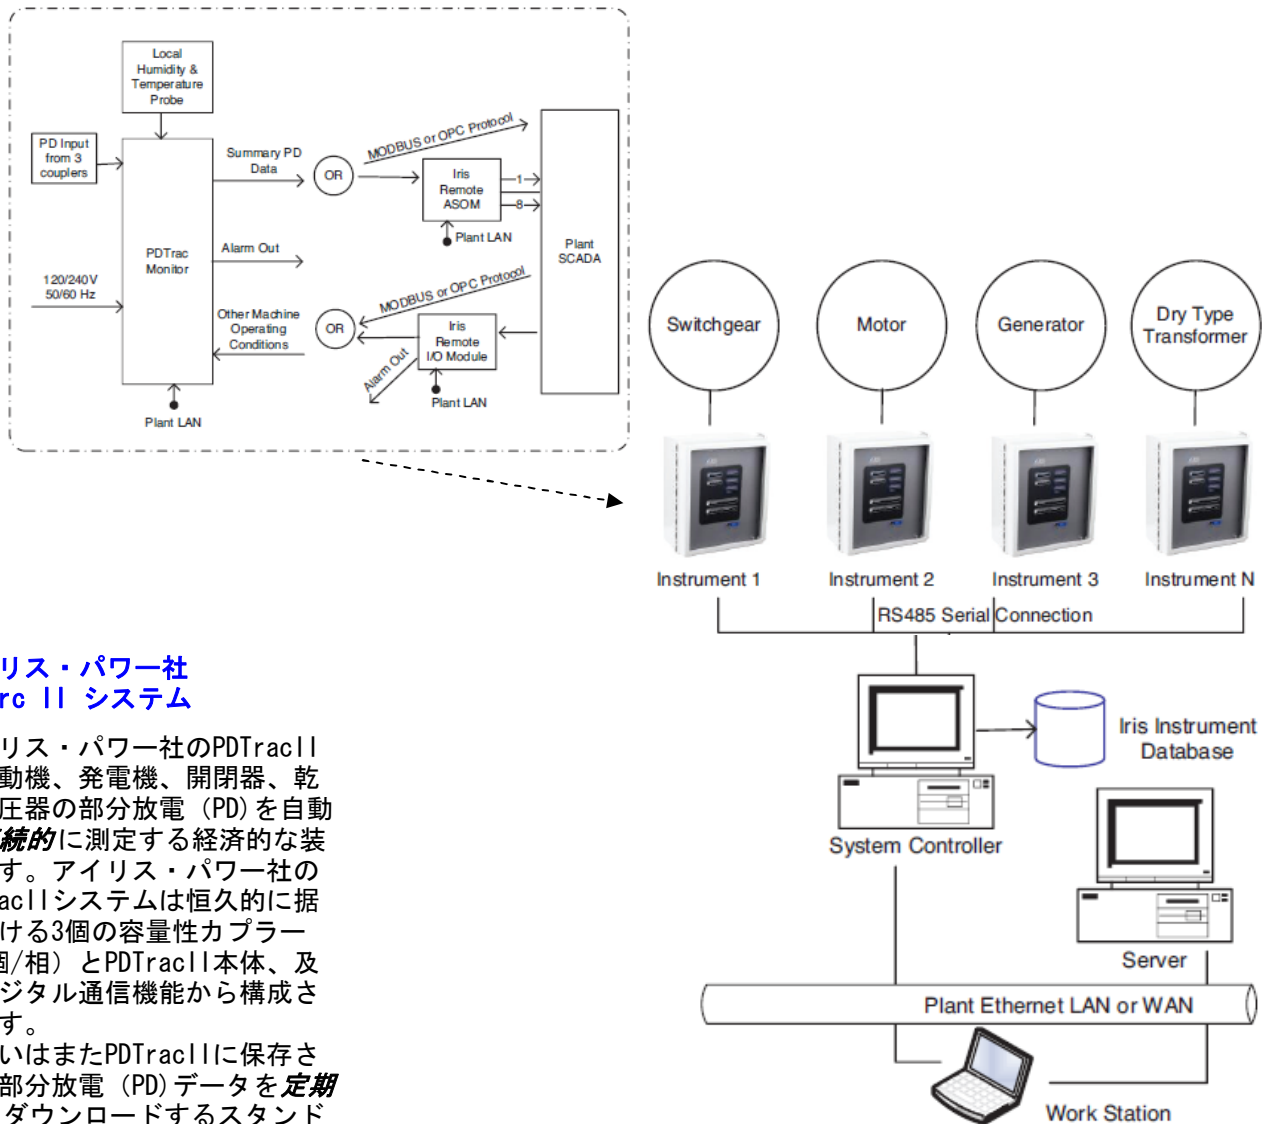 Local
Humidity &
Temperature
Probe
PD Input
from 3
couplers
Summary PD
Data
OR
MODBUS or OPC Protocol
Iris
Remote
ASOM
1
8
Plant LAN
Plant
SCADA
PDTrac
Monitor
Alarm Out
120/240V
50/60 Hz
Other Machine
Operating
Conditions
OR
MODBUS or OPC Protocol
Iris
Remote
I/O Module
Alarm Out
Plant LAN
Plant LAN
Switchgear
Motor
Generator
Dry Type
Transformer
Instrument 1
Instrument 2
Instrument 3
Instrument N
RS485 Serial Connection
Iris Instrument
Database
System Controller
Server
Plant Ethernet LAN or WAN
Work Station
リス・パワー社
rc II システム
リス・パワー社のPDTracII
動機、発電機、開閉器、乾
圧器の部分放電 (PD)を自動
続的に測定する経済的な装
す。アイリス・パワー社の
acIIシステムは恒久的に据
ける3個の容量性カプラー
個/相）とPDTracII本体、及
ジタル通信機能から構成さ
す。
いはまたPDTracIIに保存さ
部分放電 (PD)データを定期
ダウンロードするスタンド